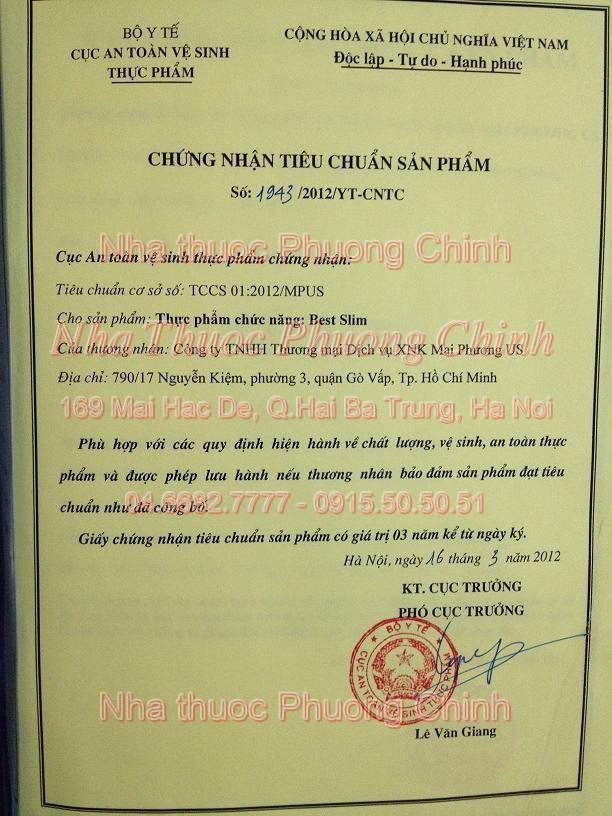 BỘ Y TẾ
CỤC AN TOÀN VỆ SINH
THỰC PHẨM
CỘNG HÒA XÃ HỘI CHỦ NGHĨA VIỆT NAM
Độc lập - Tự do - Hạnh phúc
CHỨNG NHẬN TIÊU CHUẨN SẢN PHẨM
Số: 1943 /2012/YT-CNTC
Nha thuoc Phuong Chinh
Cục An toàn vệ sinh thực phẩm chứng nhận:
Tiêu chuẩn cơ sở số: TCCS 01:2012/MPUS
Cho sản phẩm: Thực phẩm chức năng: Best Slim
Nha Thuoc Phuong Chinh
Của thương nhân: Công ty TNHH Thương mại Dịch vụ XNK Mai Phương US
Địa chỉ: 790/17 Nguyễn Kiệm, phường 3, quận Gò Vấp, Tp. Hồ Chí Minh
169 Mai Hac De, Q.Hai Ba Trung, Ha Noi
Phù hợp với các quy định hiện hành về chất lượng, vệ sinh, an toàn thực
phẩm và được phép lưu hành nếu thương nhân bảo đảm sản phẩm đạt tiêu
04.6682.7777 - 0915.50.50.51
chuẩn như đã công bố.
Giấy chứng nhận tiêu chuẩn sản phẩm có giá trị 03 năm kể từ ngày ký.
Hà Nội, ngày 16 tháng 3 năm 2012
KT. CỤC TRƯỞNG
PHÓ CỤC TRƯỞNG
BỘ Y TẾ
CỤC AN TOÀN VỆ SINH THỰC PHẨM
Nha thuoc Phuong Chinh
Lê Văn Giang